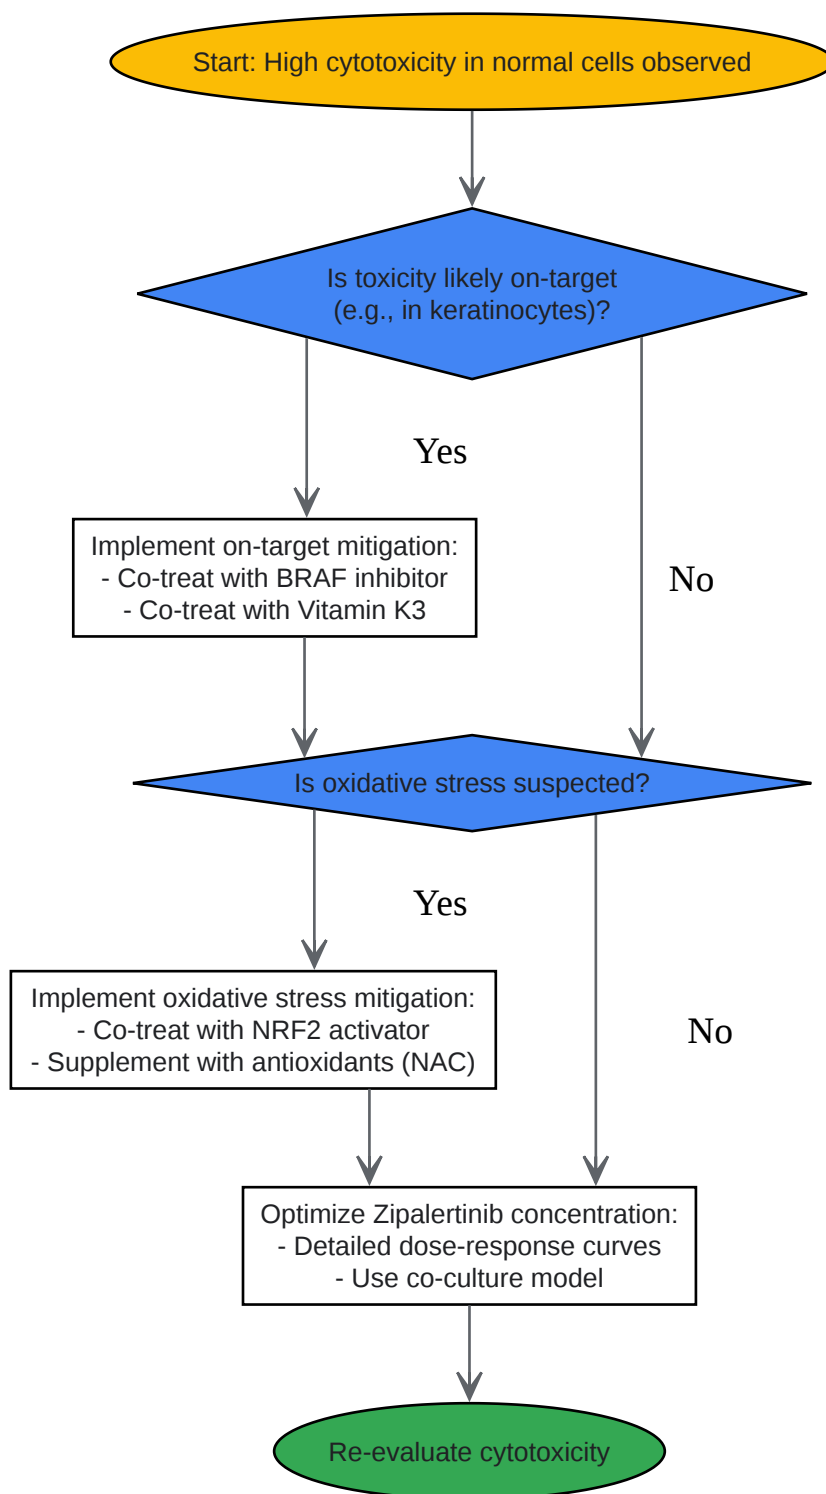 Start: High cytotoxicity in normal cells observed
Is toxicity likely on-target
(e.g., in keratinocytes)?
Yes
Implement on-target mitigation:
- Co-treat with BRAF inhibitor
- Co-treat with Vitamin K3
No
Is oxidative stress suspected?
Yes
Implement oxidative stress mitigation:
- Co-treat with NRF2 activator
- Supplement with antioxidants (NAC)
No
Optimize Zipalertinib concentration:
- Detailed dose-response curves
- Use co-culture model
Re-evaluate cytotoxicity